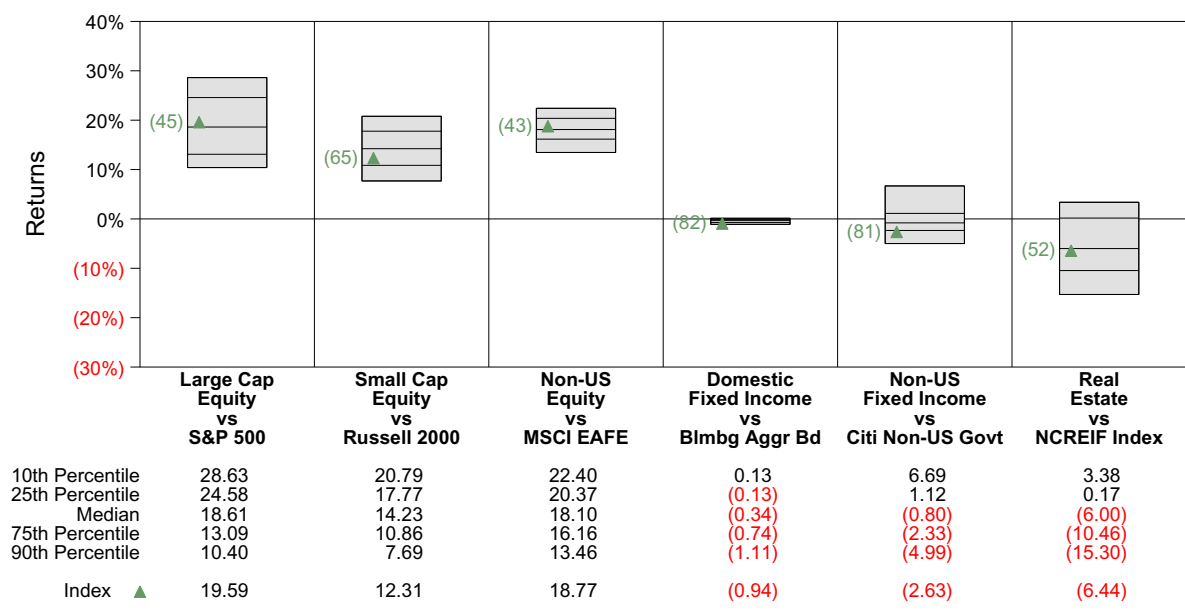 40%
30%
20%
10%
0%
(10%)
(20%)
(30%)
Returns
(45)
(65)
(43)
(82)
(81)
(52)
Large Cap
Equity
vs
S&P 500
Small Cap
Equity
vs
Russell 2000
Non-US
Equity
vs
MSCI EAFE
Domestic
Fixed Income
vs
Blmbg Aggr Bd
Non-US
Fixed Income
vs
Citi Non-US Govt
Real
Estate
vs
NCREIF Index
10th Percentile 28.63 20.79 22.40 0.13 6.69 3.38
25th Percentile 24.58 17.77 20.37 (0.13) 1.12 0.17
Median 18.61 14.23 18.10 (0.34) (0.80) (6.00)
75th Percentile 13.09 10.86 16.16 (0.74) (2.33) (10.46)
90th Percentile 10.40 7.69 13.46 (1.11) (4.99) (15.30)
Index 19.59 12.31 18.77 (0.94) (2.63) (6.44)